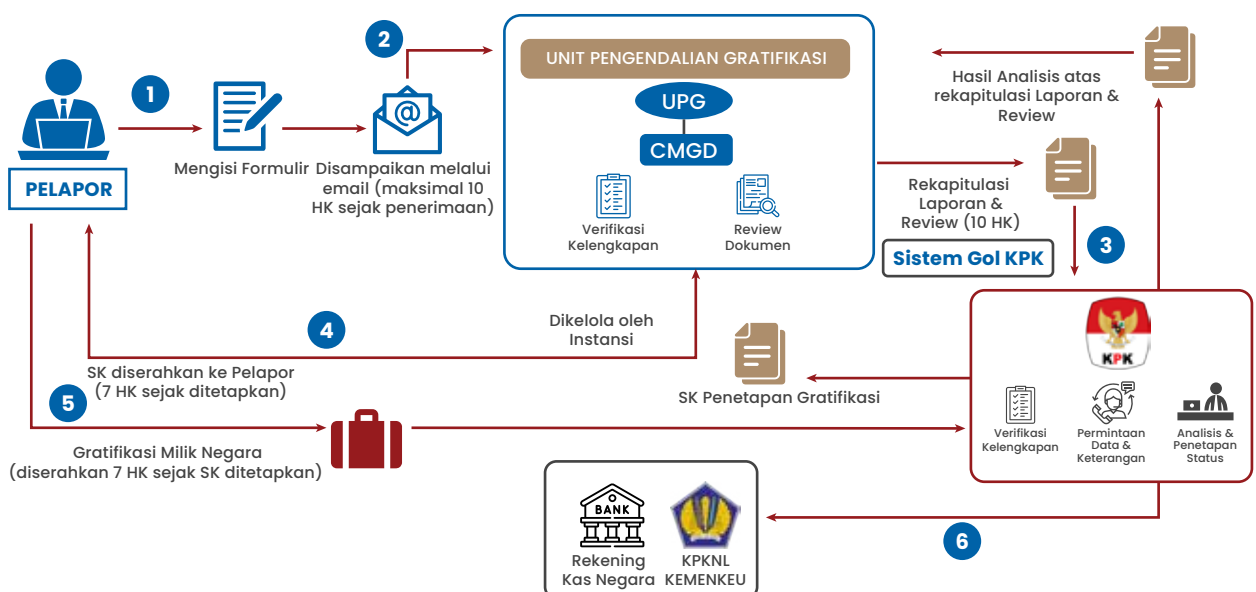 1
PELAPOR
Mengisi Formulir
2
@
Disampaikan melalui
email (maksimal 10
HK sejak penerimaan)
UNIT PENGENDALIAN GRATIFIKASI
UPG
CMGD
Verifikasi
Kelengkapan
Review
Dokumen
Hasil Analisis atas
rekapitulasi Laporan &
Review
Rekapitulasi
Laporan &
Review (10 HK)
Sistem Gol KPK
3
KPK
Verifikasi
Kelengkapan
Permintaan
Data &
Keterangan
Analisis &
Penetapan
Status
4
Dikelola oleh
Instansi
SK diserahkan ke Pelapor
(7 HK sejak ditetapkan)
SK Penetapan Gratifikasi
5
Gratifikasi Milik Negara
(diserahkan 7 HK sejak SK ditetapkan)
6
BANK
Rekening
Kas Negara
KPKNL
KEMENKEU